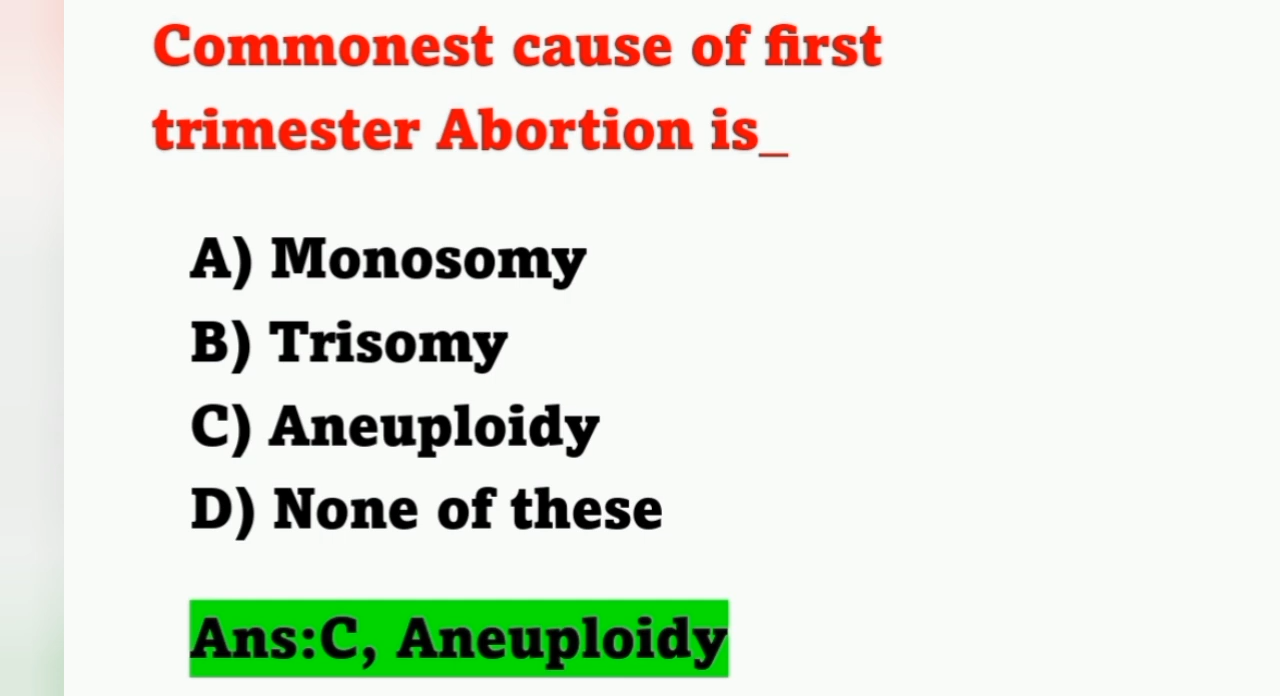 Commonest cause of first
trimester Abortion is_
A) Monosomy
B) Trisomy
C) Aneuploidy
D) None of these
Ans:C, Aneuploidy